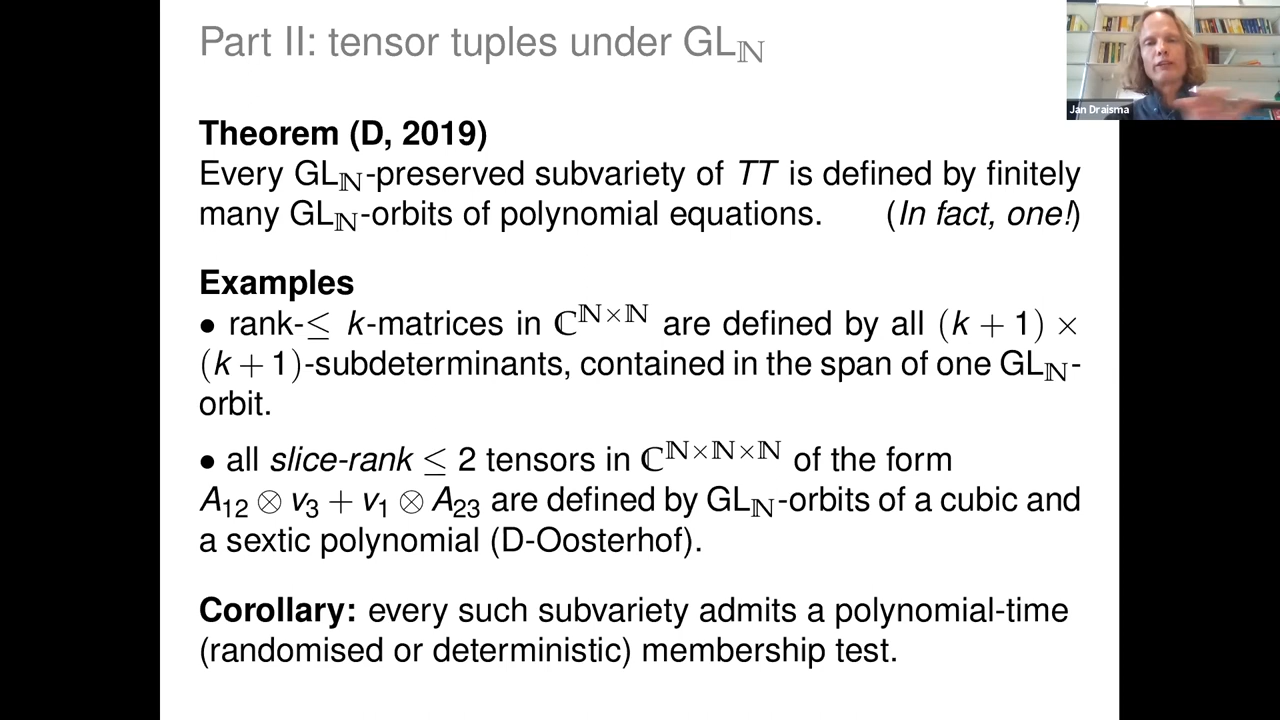 Part II: tensor tuples under GLℕ
Jan Draisma
Theorem (D, 2019)
Every GLℕ-preserved subvariety of TT is defined by finitely
many GLℕ-orbits of polynomial equations. (In fact, one!)
Examples
• rank-≤ k-matrices in ℂ^ℕ×ℕ are defined by all (k + 1) ×
(k + 1)-subdeterminants, contained in the span of one GLℕ-
orbit.
• all slice-rank ≤ 2 tensors in ℂ^ℕ×ℕ×ℕ of the form
A₁₂ ⊗ v₃ + v₁ ⊗ A₂₃ are defined by GLℕ-orbits of a cubic and
a sextic polynomial (D-Oosterhof).
Corollary: every such subvariety admits a polynomial-time
(randomised or deterministic) membership test.